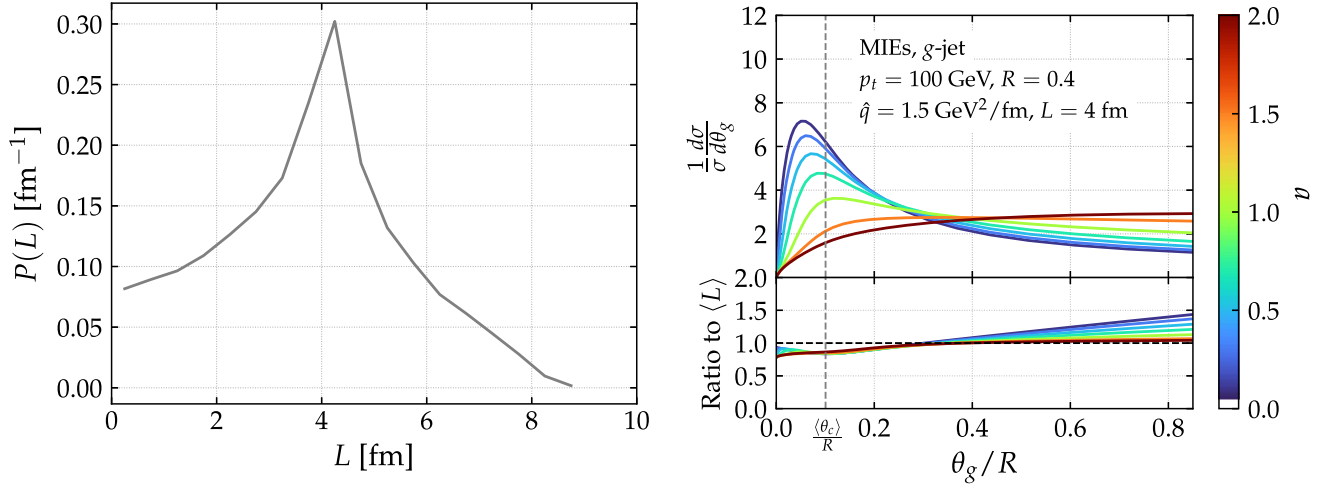 0.30
0.25
0.20
0.15
0.10
0.05
0.00
P(L) [fm⁻¹]
0 2 4 6 8 10
L [fm]
12
10
8
6
4
2
1/σ dσ/dθ_g
MIEs, g-jet
p_t = 100 GeV, R = 0.4
q̂ = 1.5 GeV²/fm, L = 4 fm
2.0
1.5
1.0
0.5
0.0
Ratio to ⟨L⟩
0.0 ⟨θ_c⟩/R 0.2 0.4 0.6 0.8
θ_g/R
2.0
1.5
1.0
0.5
0.0
a